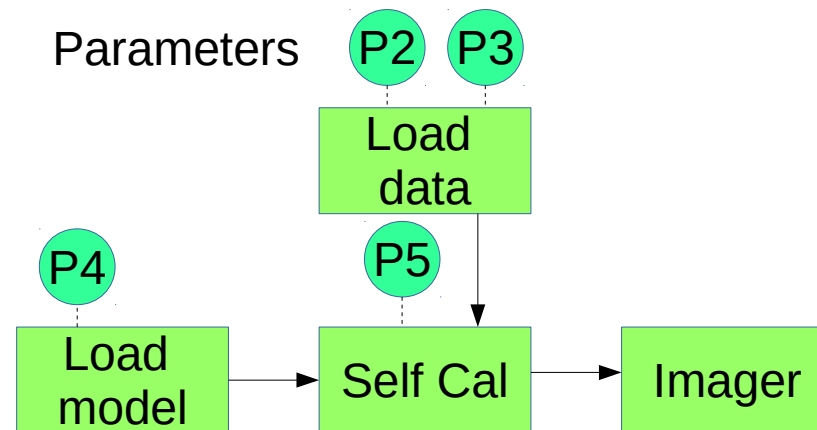 Parameters
P2
P3
Load
data
P4
P5
Load
model
Self Cal
Imager